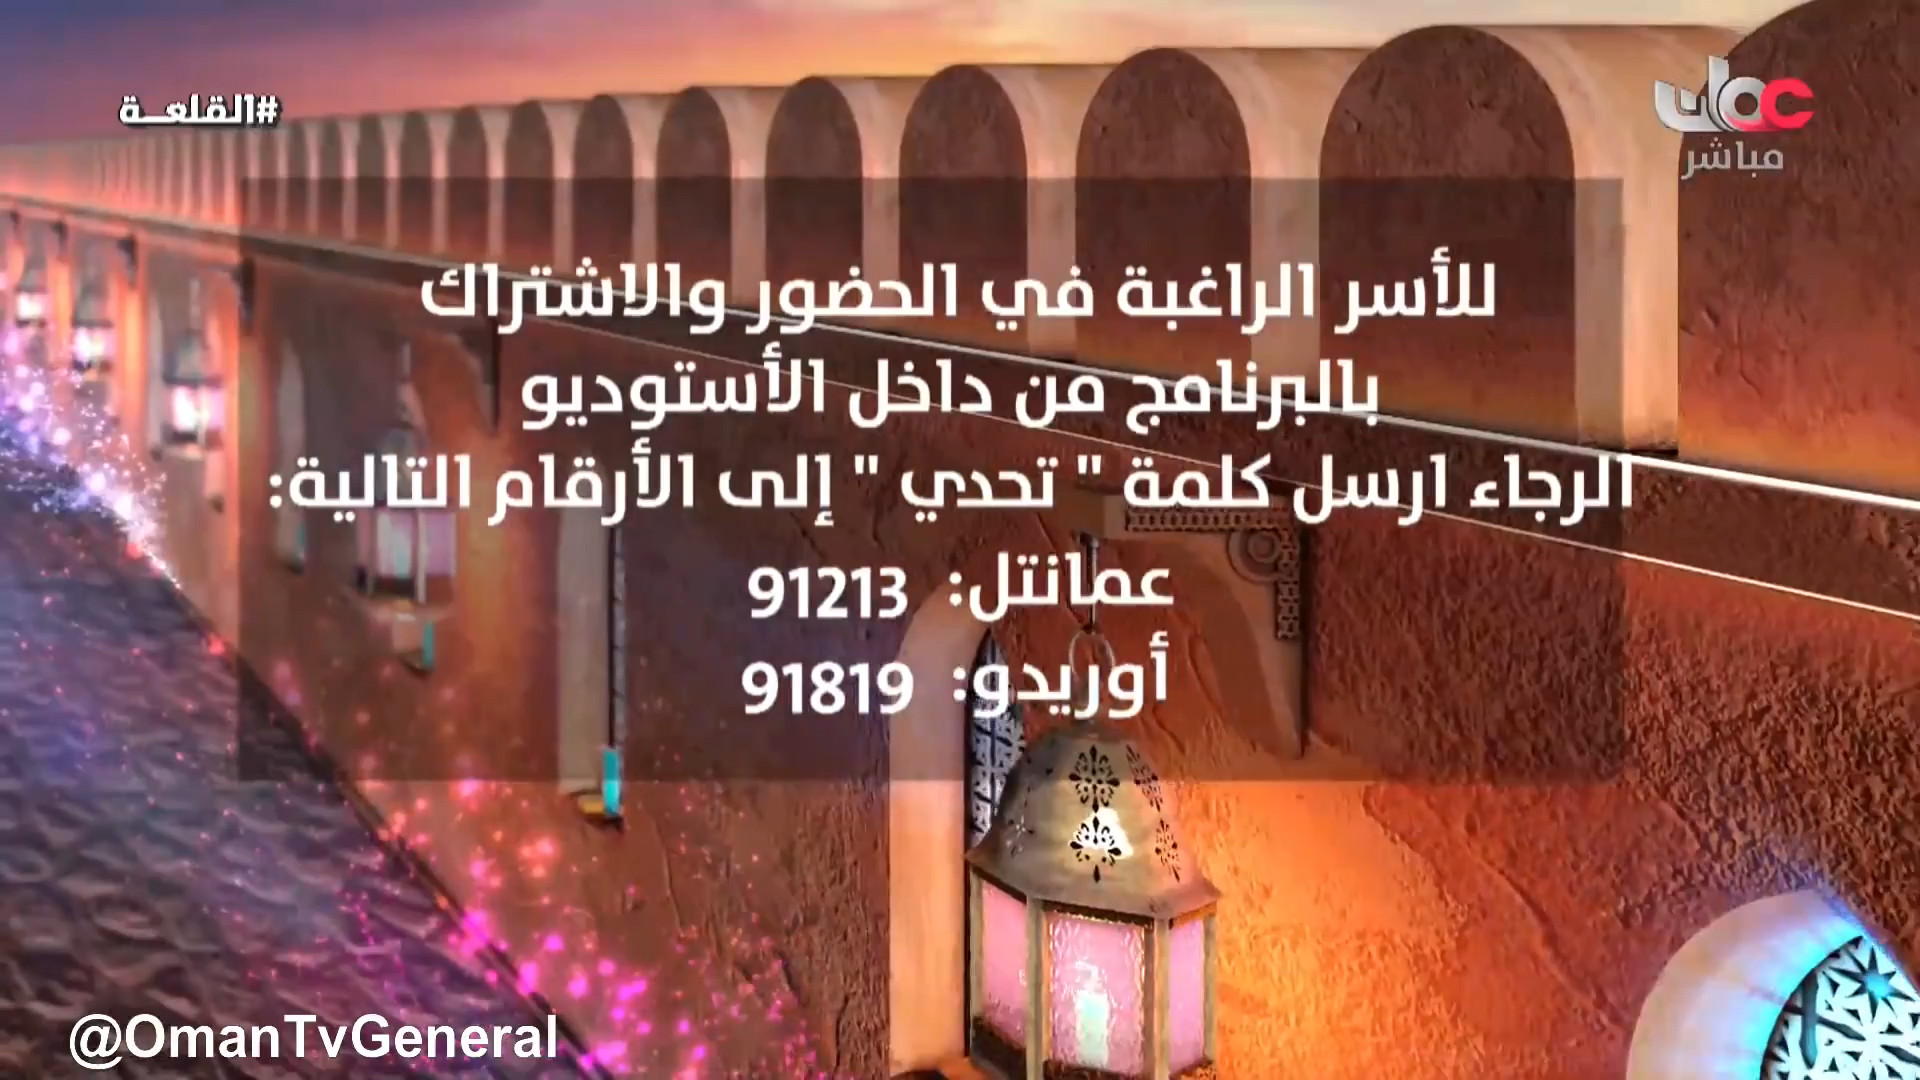 #القلعـة
عمان
مباشر
للأسر الراغبة في الحضور والاشتراك
بالبرنامج من داخل الأستوديو
الرجاء ارسل كلمة " تحدي " إلى الأرقام التالية:
عمانتل: 91213
أوريدو: 91819
@OmanTvGeneral